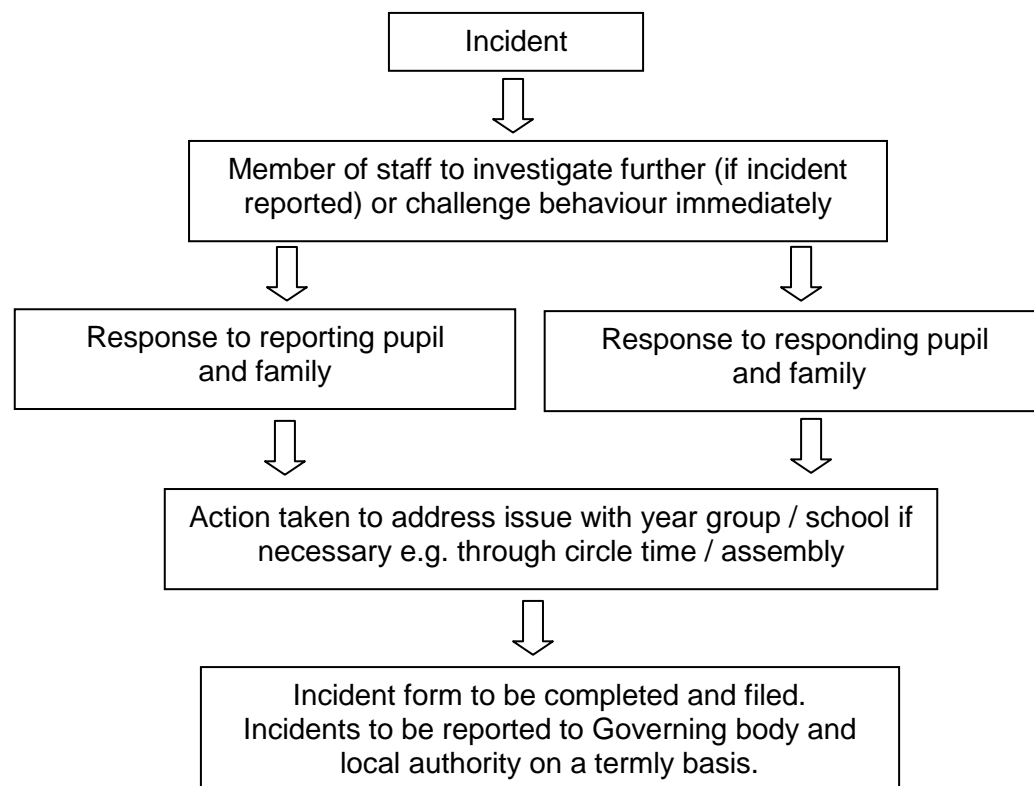 Incident
Member of staff to investigate further (if incident
reported) or challenge behaviour immediately
Response to reporting pupil
and family
Response to responding pupil
and family
Action taken to address issue with year group / school if
necessary e.g. through circle time / assembly
Incident form to be completed and filed.
Incidents to be reported to Governing body and
local authority on a termly basis.